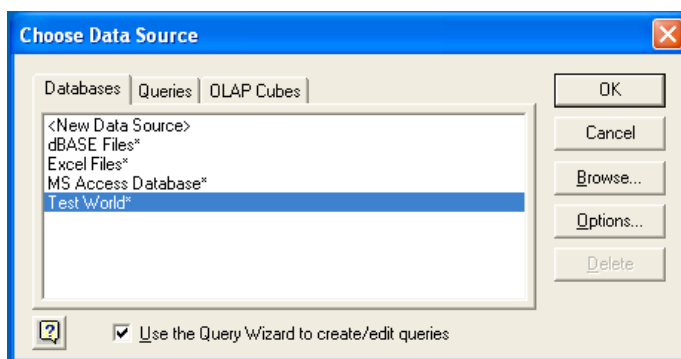 Choose Data Source
Databases Queries OLAP Cubes
<New Data Source>
dBASE Files*
Excel Files*
MS Access Database*
Test World*
OK
Cancel
Browse...
Options...
Delete
? Use the Query Wizard to create/edit queries